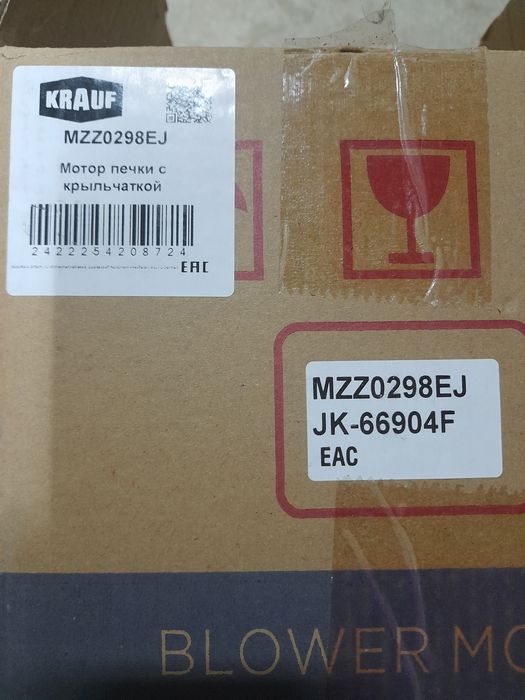 KRAUF
MZZ0298EJ
Мотор печки с
крыльчаткой
2422254208724
EAC
MZZ0298EJ
JK-66904F
EAC
BLOWER MO